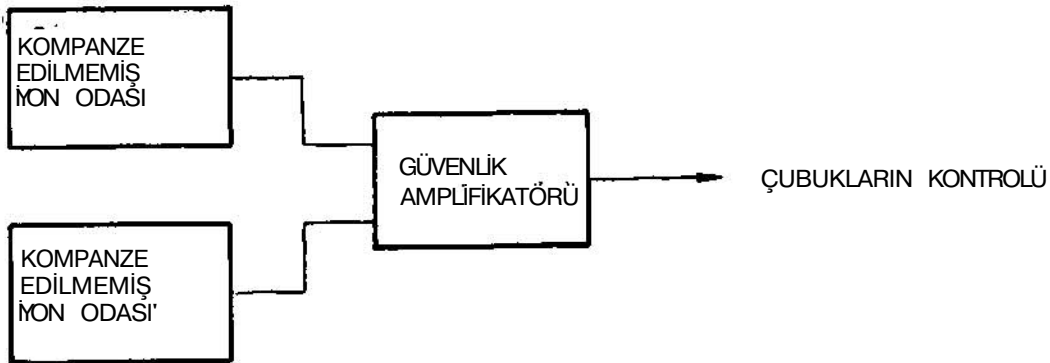 KOMPANZE
EDİLMEMİŞ
İYON ODASI
GÜVENLİK
AMPLİFİKATÖRÜ
ÇUBUKLARIN KONTROLÜ
KOMPANZE
EDİLMEMİŞ
İYON ODASI'